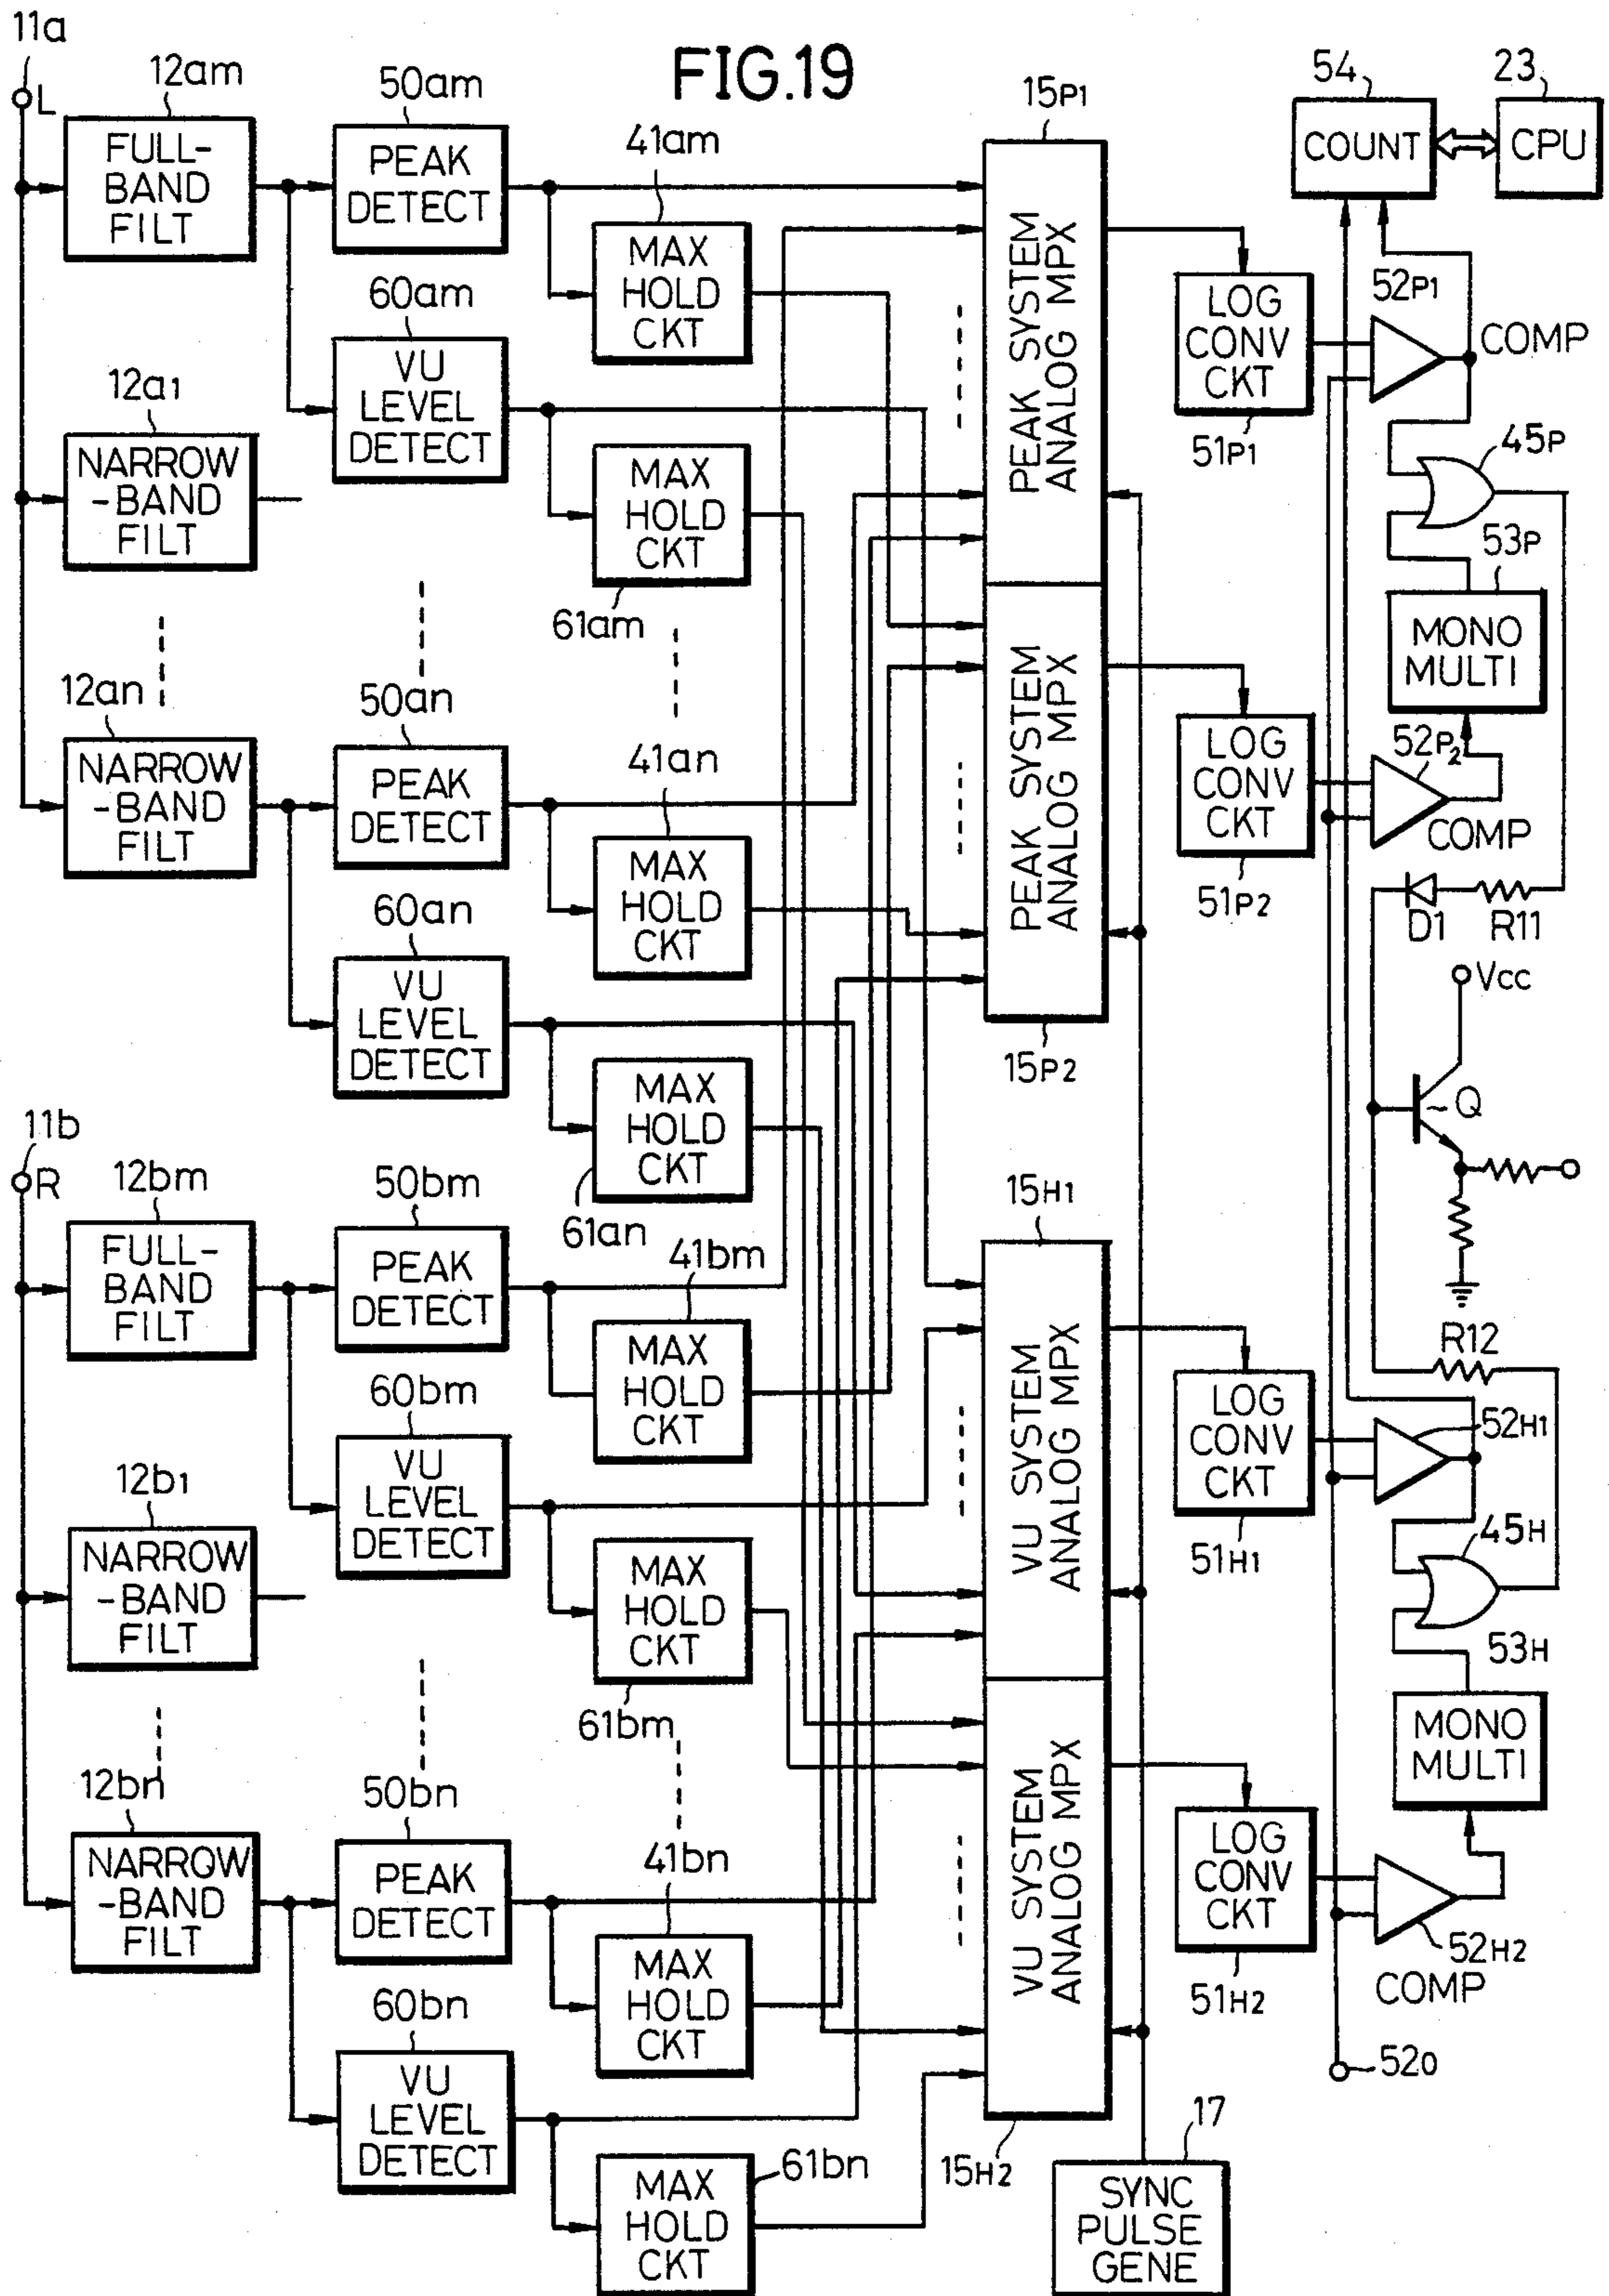 FIG.19
11a
L
12am
FULL-
BAND
FILT
50am
PEAK
DETECT
41am
MAX
HOLD
CKT
60am
VU
LEVEL
DETECT
61am
MAX
HOLD
CKT
12a1
NARROW
-BAND
FILT
12an
NARROW
-BAND
FILT
50an
PEAK
DETECT
41an
MAX
HOLD
CKT
60an
VU
LEVEL
DETECT
61an
MAX
HOLD
CKT
11b
R
12bm
FULL-
BAND
FILT
50bm
PEAK
DETECT
41bm
MAX
HOLD
CKT
60bm
VU
LEVEL
DETECT
61bm
MAX
HOLD
CKT
12b1
NARROW
-BAND
FILT
12bn
NARROW
-BAND
FILT
50bn
PEAK
DETECT
41bn
MAX
HOLD
CKT
60bn
VU
LEVEL
DETECT
61bn
MAX
HOLD
CKT
15P1
PEAK SYSTEM
ANALOG MPX
PEAK SYSTEM
ANALOG MPX
15P2
15H1
VU SYSTEM
ANALOG MPX
VU SYSTEM
ANALOG MPX
15H2
17
SYNC
PULSE
GENE
LOG
CONV
CKT
51P1
LOG
CONV
CKT
51P2
LOG
CONV
CKT
51H1
LOG
CONV
CKT
51H2
54
COUNT
23
CPU
52P1
COMP
45P
53P
MONO
MULTI
52P2
COMP
D1
R11
Vcc
Q
R12
52H1
45H
53H
MONO
MULTI
52H2
COMP
520